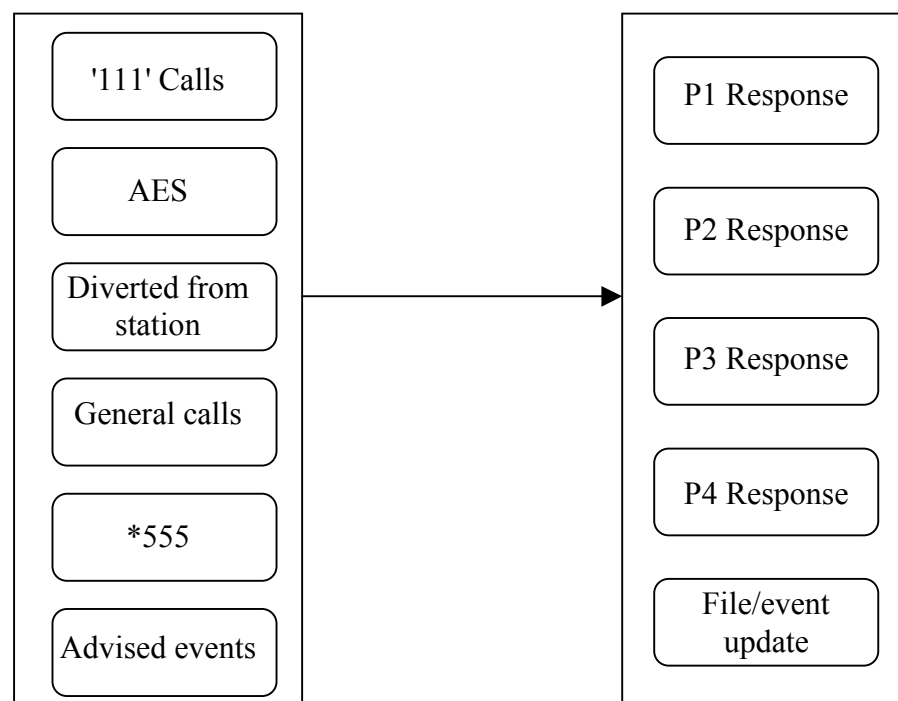 '111' Calls
AES
Diverted from
station
General calls
*555
Advised events
P1 Response
P2 Response
P3 Response
P4 Response
File/event
update